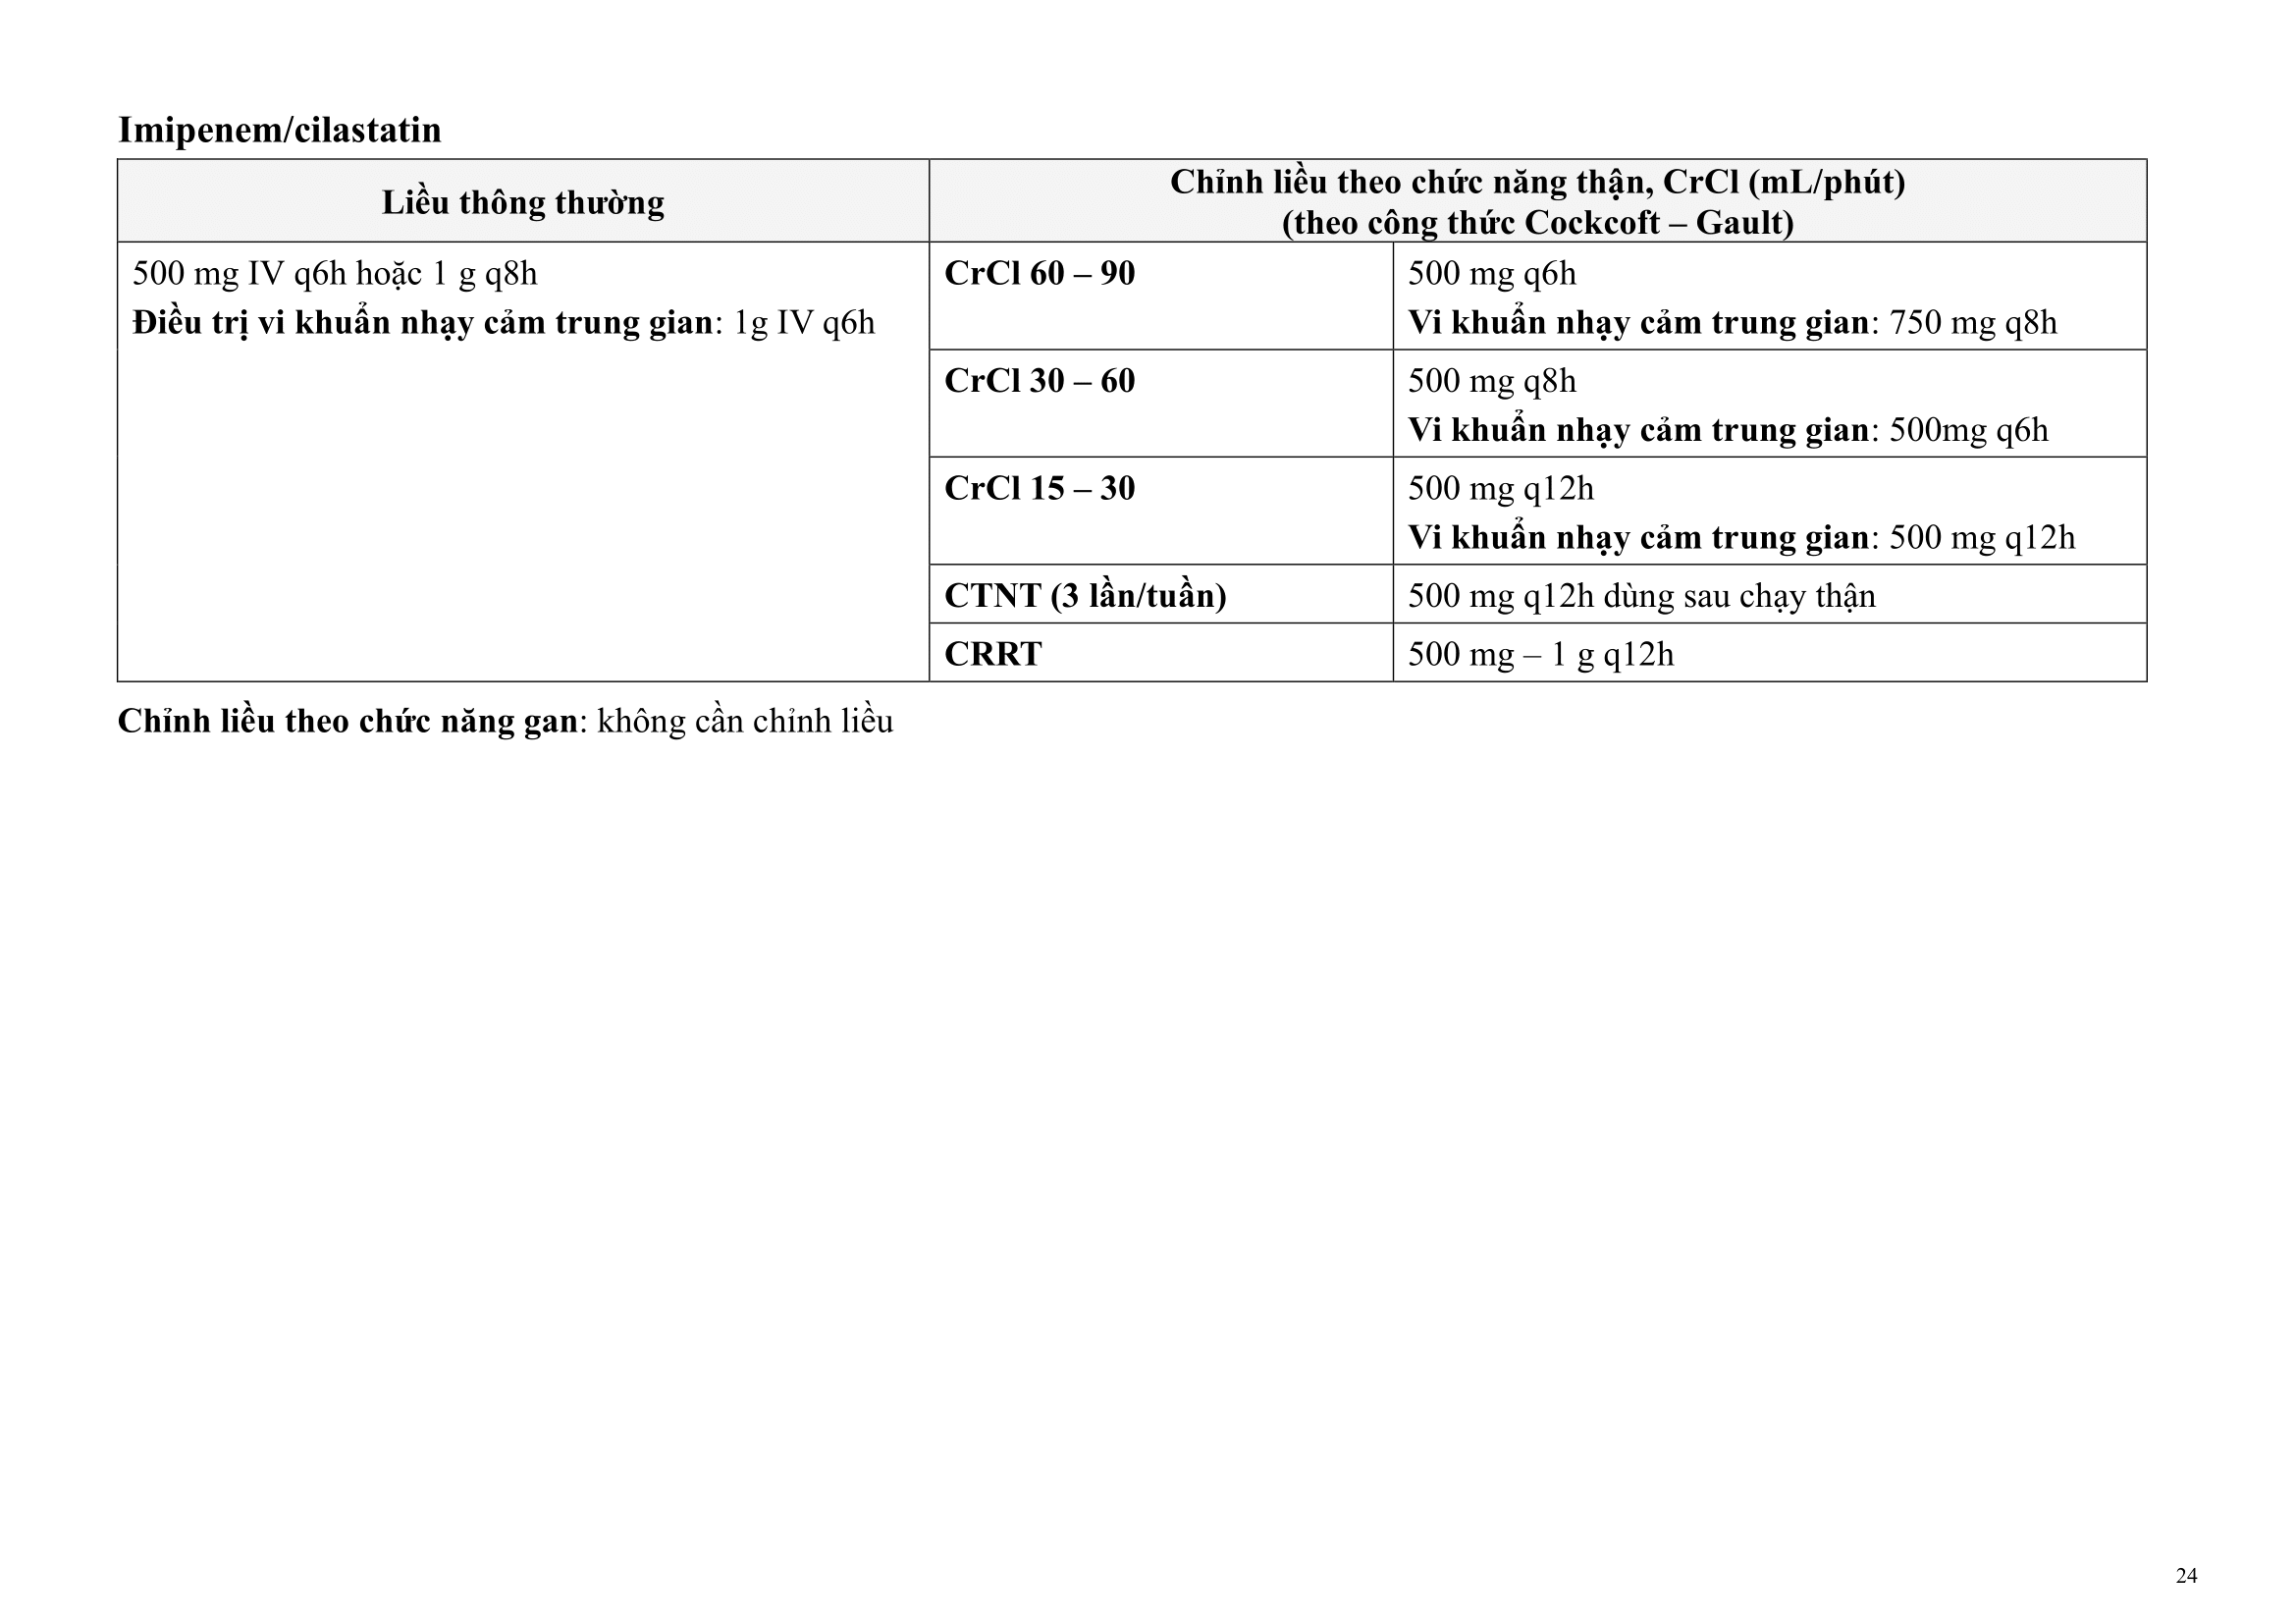 Imipenem/cilastatin
Liều thông thường
Chỉnh liều theo chức năng thận, CrCl (mL/phút)
(theo công thức Cockcoft – Gault)
500 mg IV q6h hoặc 1 g q8h
Điều trị vi khuẩn nhạy cảm trung gian: 1g IV q6h
CrCl 60 – 90
500 mg q6h
Vi khuẩn nhạy cảm trung gian: 750 mg q8h
CrCl 30 – 60
500 mg q8h
Vi khuẩn nhạy cảm trung gian: 500mg q6h
CrCl 15 – 30
500 mg q12h
Vi khuẩn nhạy cảm trung gian: 500 mg q12h
CTNT (3 lần/tuần)
500 mg q12h dùng sau chạy thận
CRRT
500 mg – 1 g q12h
Chỉnh liều theo chức năng gan: không cần chỉnh liều
24